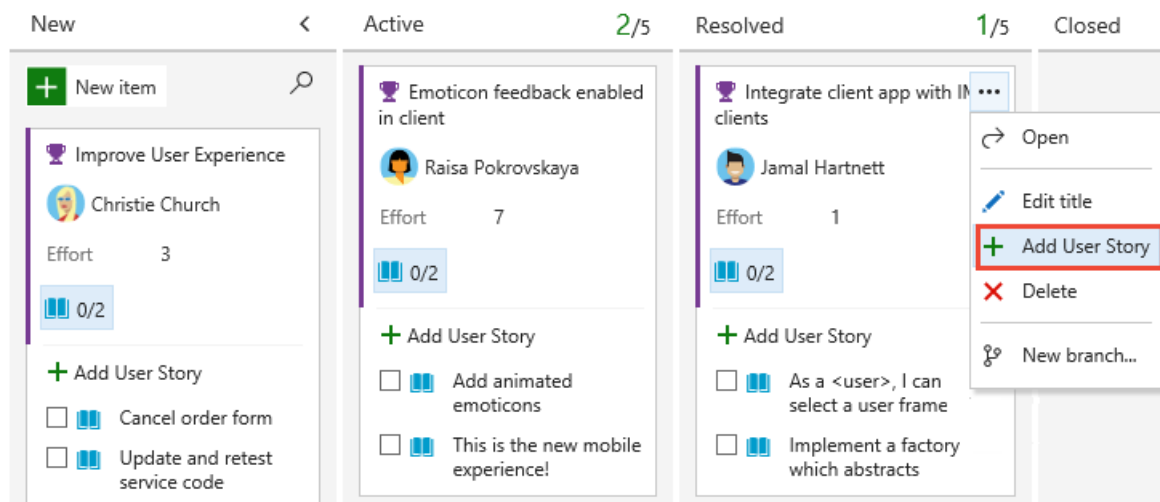 New
Active 2/5
Resolved 1/5
Closed
New item
Improve User Experience
Christie Church
Effort 3
0/2
Add User Story
Cancel order form
Update and retest
service code
Emoticon feedback enabled
in client
Raisa Pokrovskaya
Effort 7
0/2
Add User Story
Add animated
emoticons
This is the new mobile
experience!
Integrate client app with
clients
Jamal Hartnett
Effort 1
0/2
Add User Story
As a <user>, I can
select a user frame
Implement a factory
which abstracts
Open
Edit title
Add User Story
Delete
New branch...